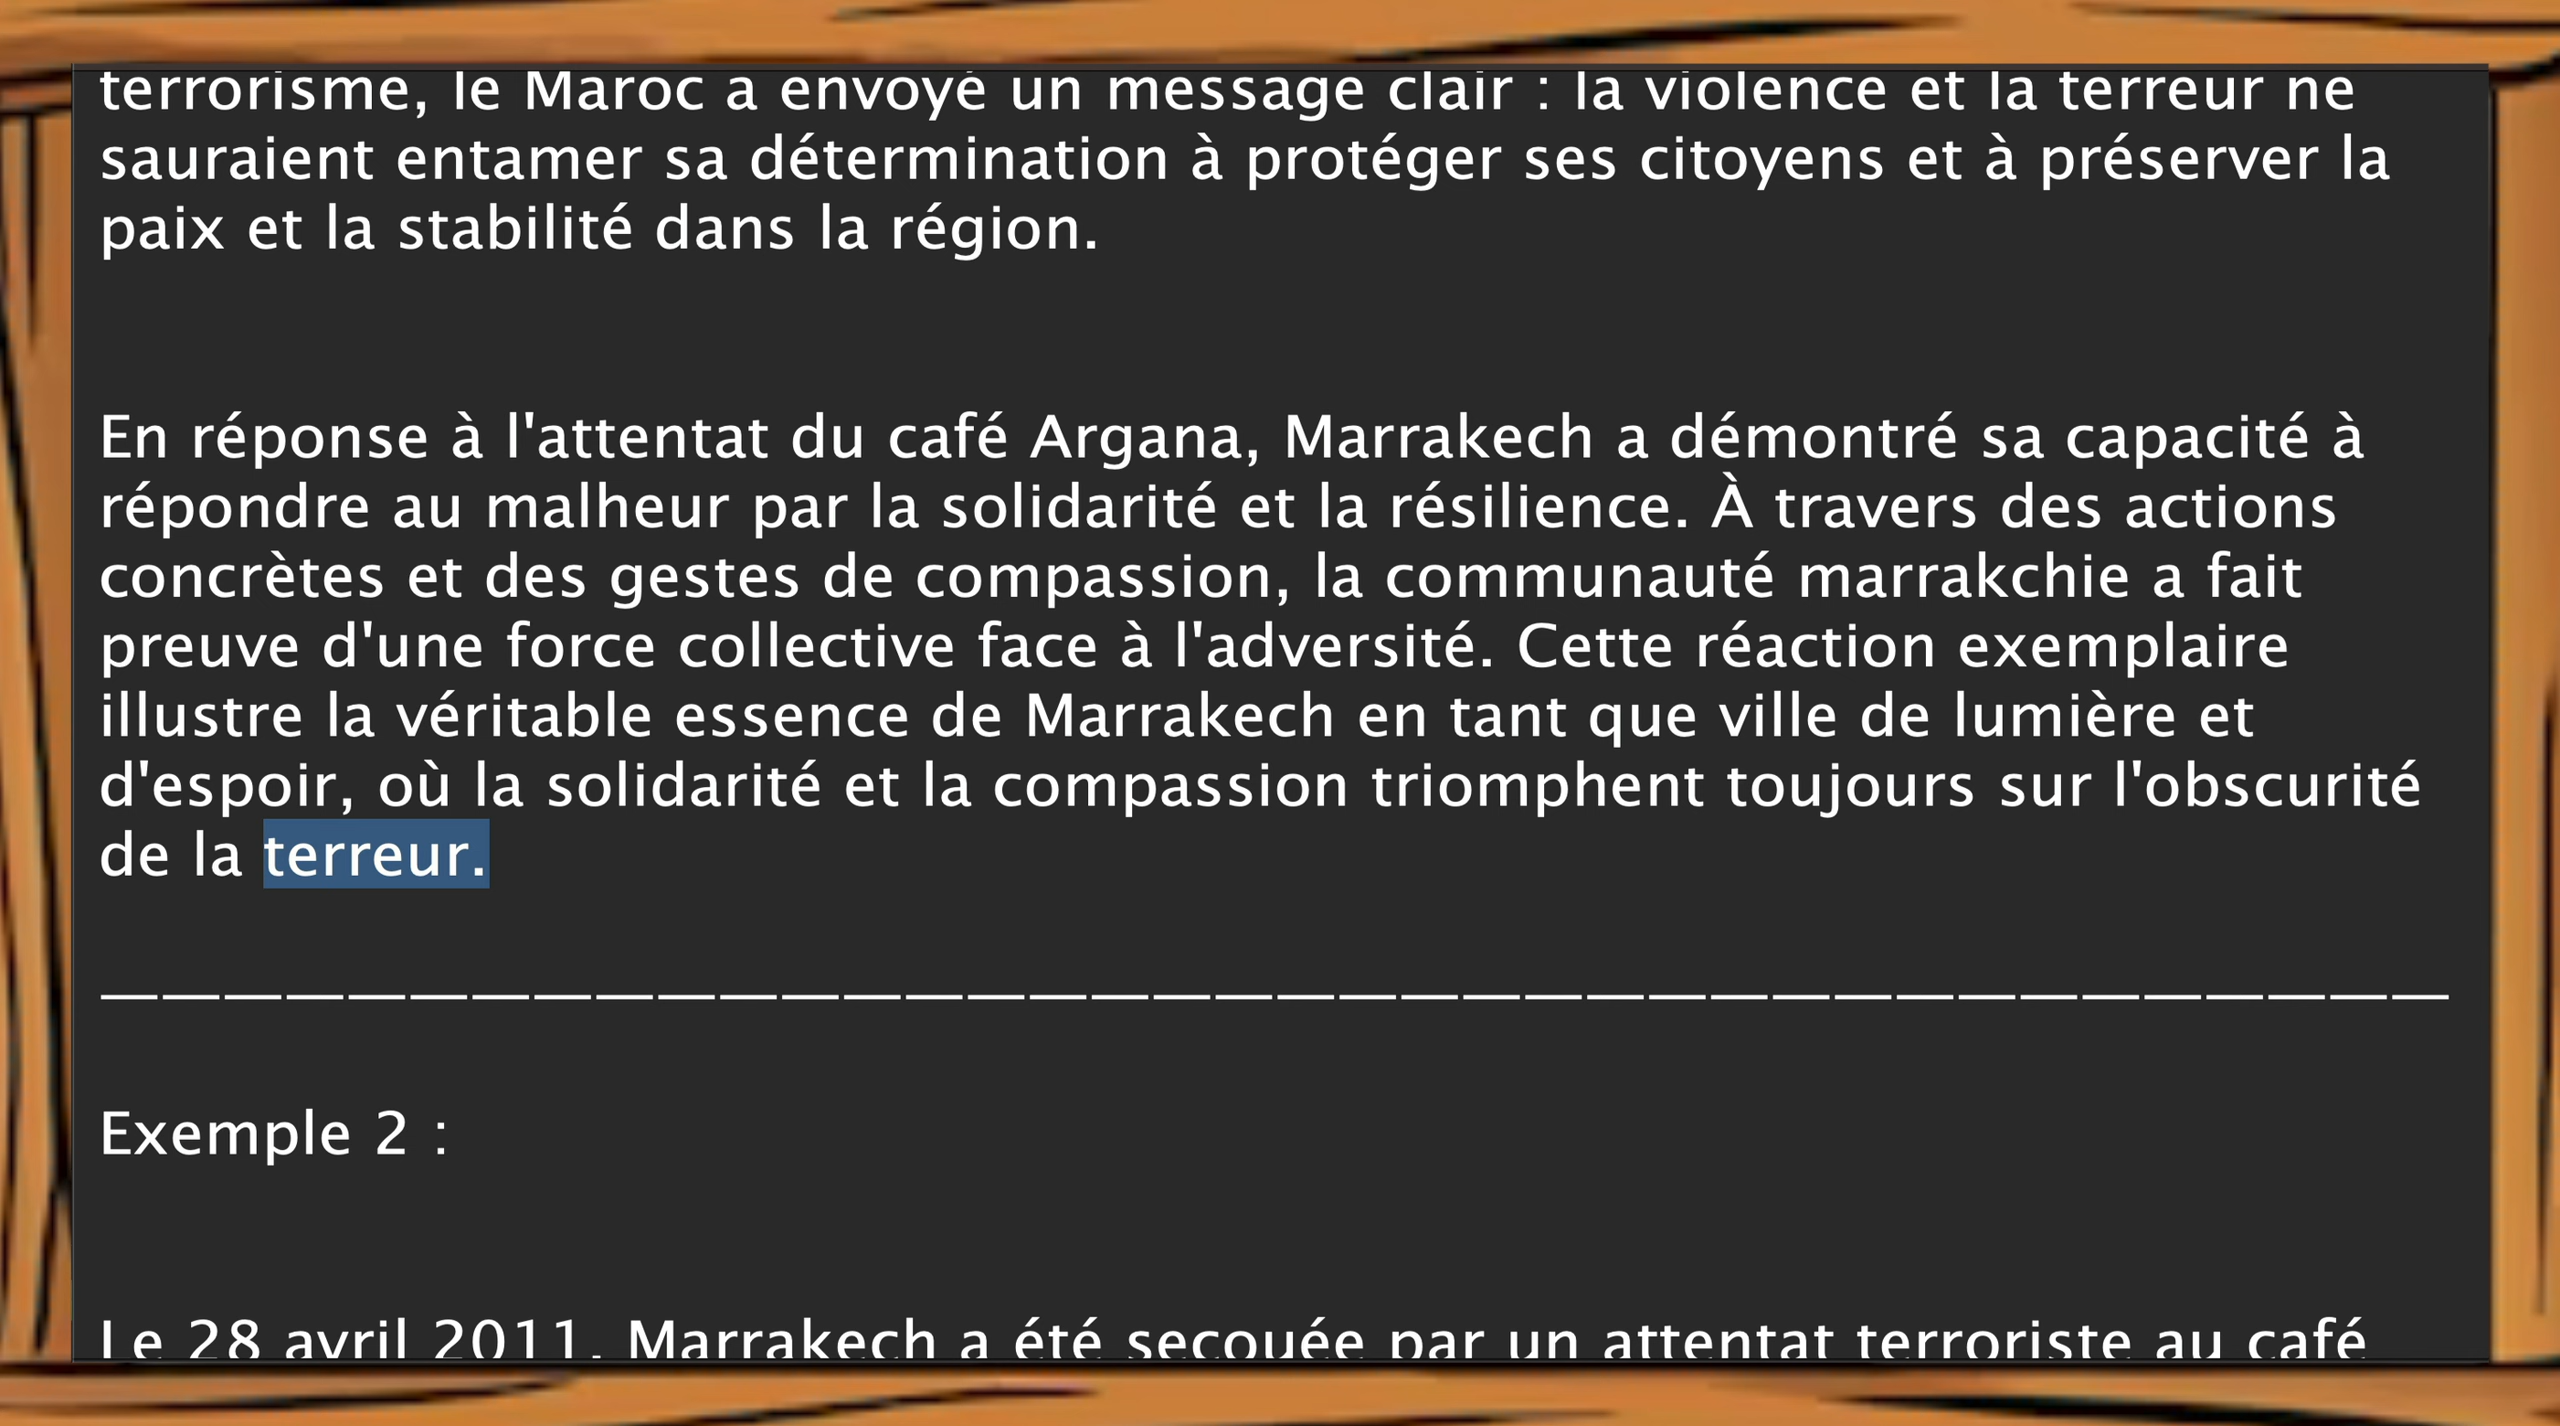 terrorisme, le Maroc a envoyé un message clair : la violence et la terreur ne
sauraient entamer sa détermination à protéger ses citoyens et à préserver la
paix et la stabilité dans la région.
En réponse à l'attentat du café Argana, Marrakech a démontré sa capacité à
répondre au malheur par la solidarité et la résilience. À travers des actions
concrètes et des gestes de compassion, la communauté marrakchie a fait
preuve d'une force collective face à l'adversité. Cette réaction exemplaire
illustre la véritable essence de Marrakech en tant que ville de lumière et
d'espoir, où la solidarité et la compassion triomphent toujours sur l'obscurité
de la terreur.
——————————————————————————————————————
Exemple 2 :
Le 28 avril 2011, Marrakech a été secouée par un attentat terroriste au café